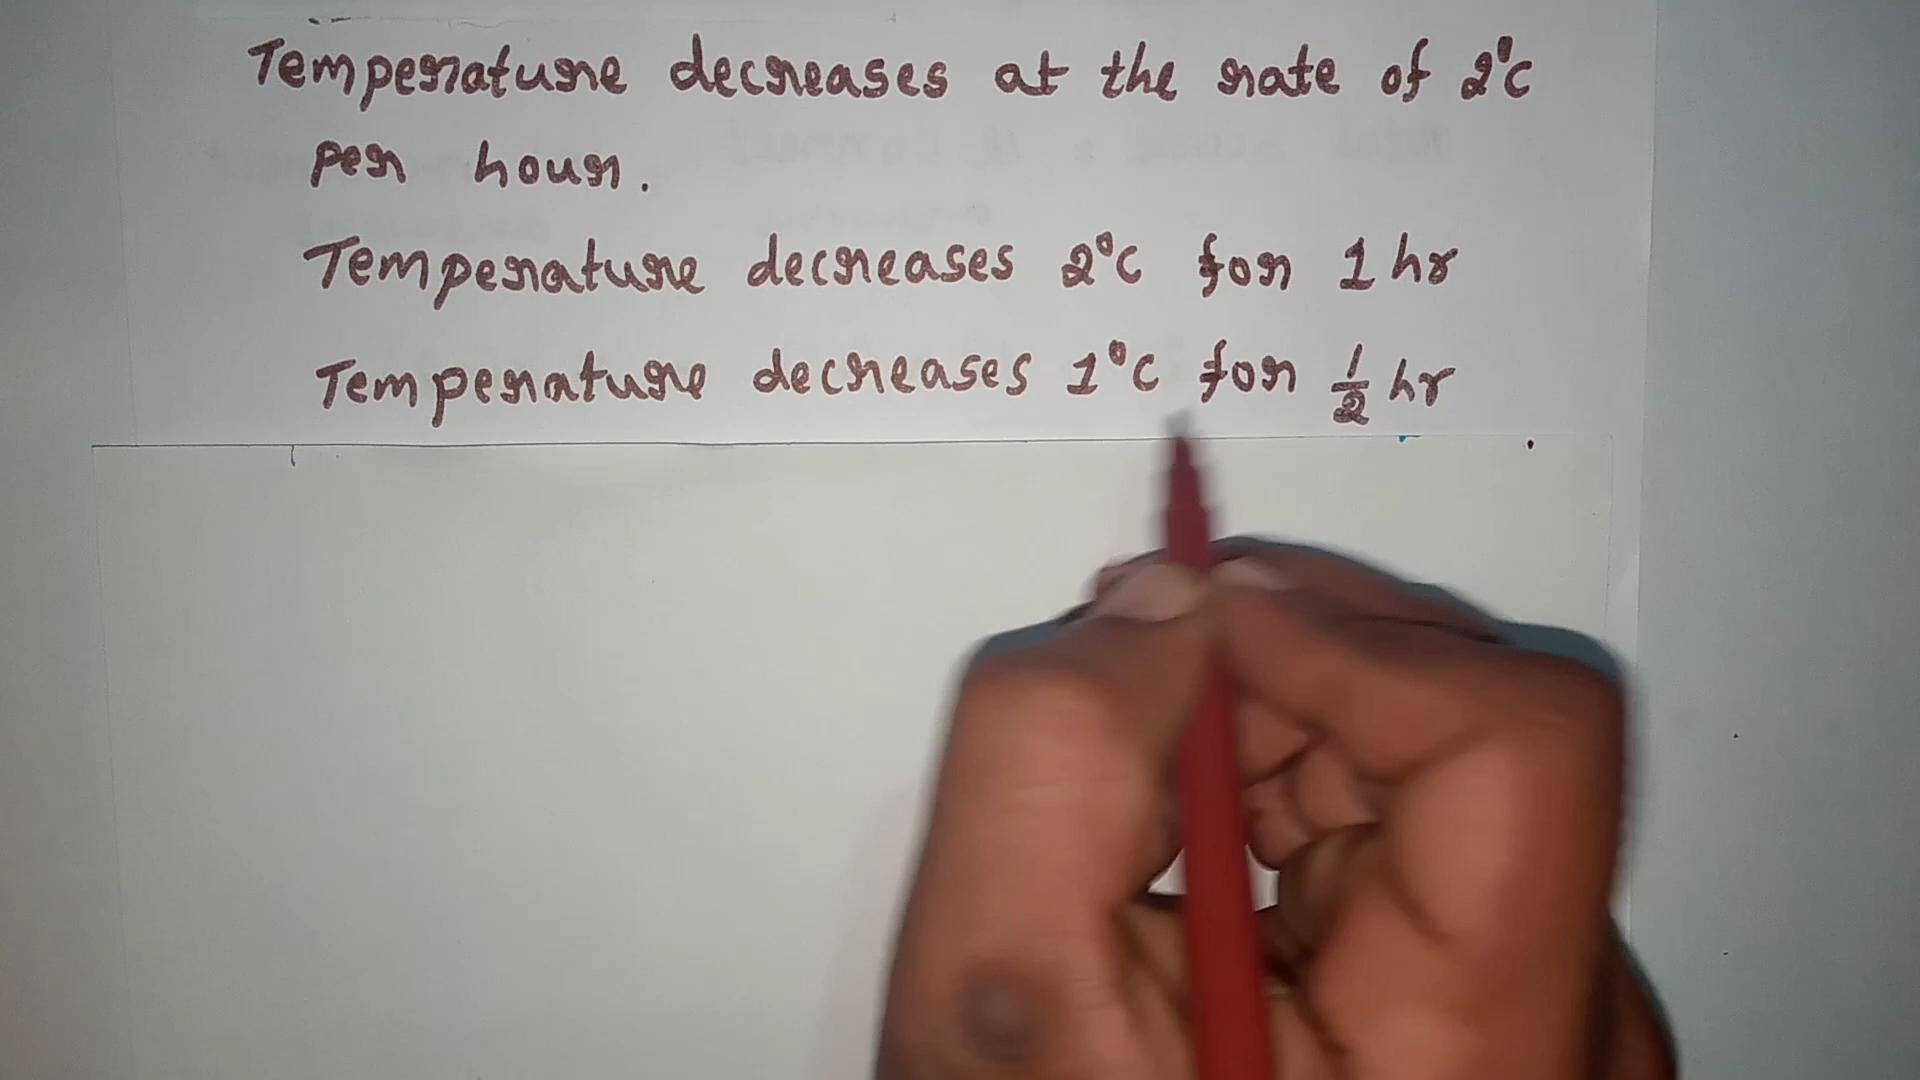 Temperature decreases at the rate of 2°c
per hour.
Temperature decreases 2°c for 1 hr
Temperature decreases 1°c for 1/2 hr